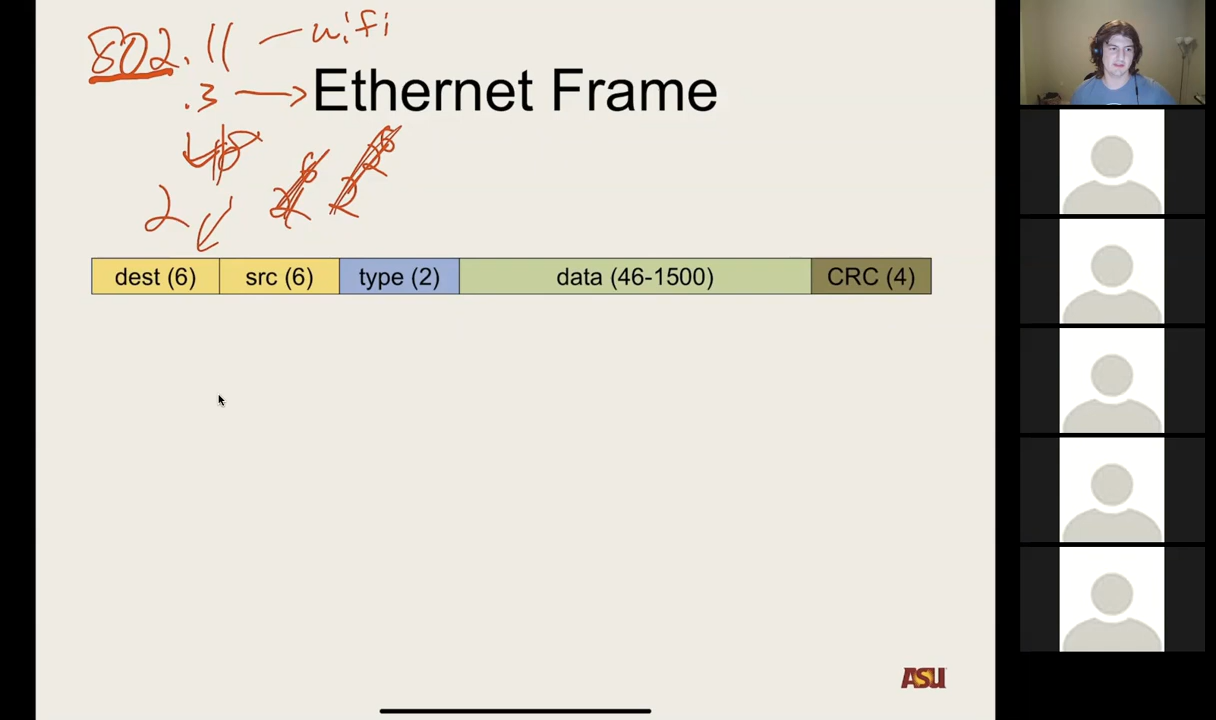 802.11 — wifi
.3 → Ethernet Frame
2
dest (6) src (6) type (2) data (46-1500) CRC (4)
ASU